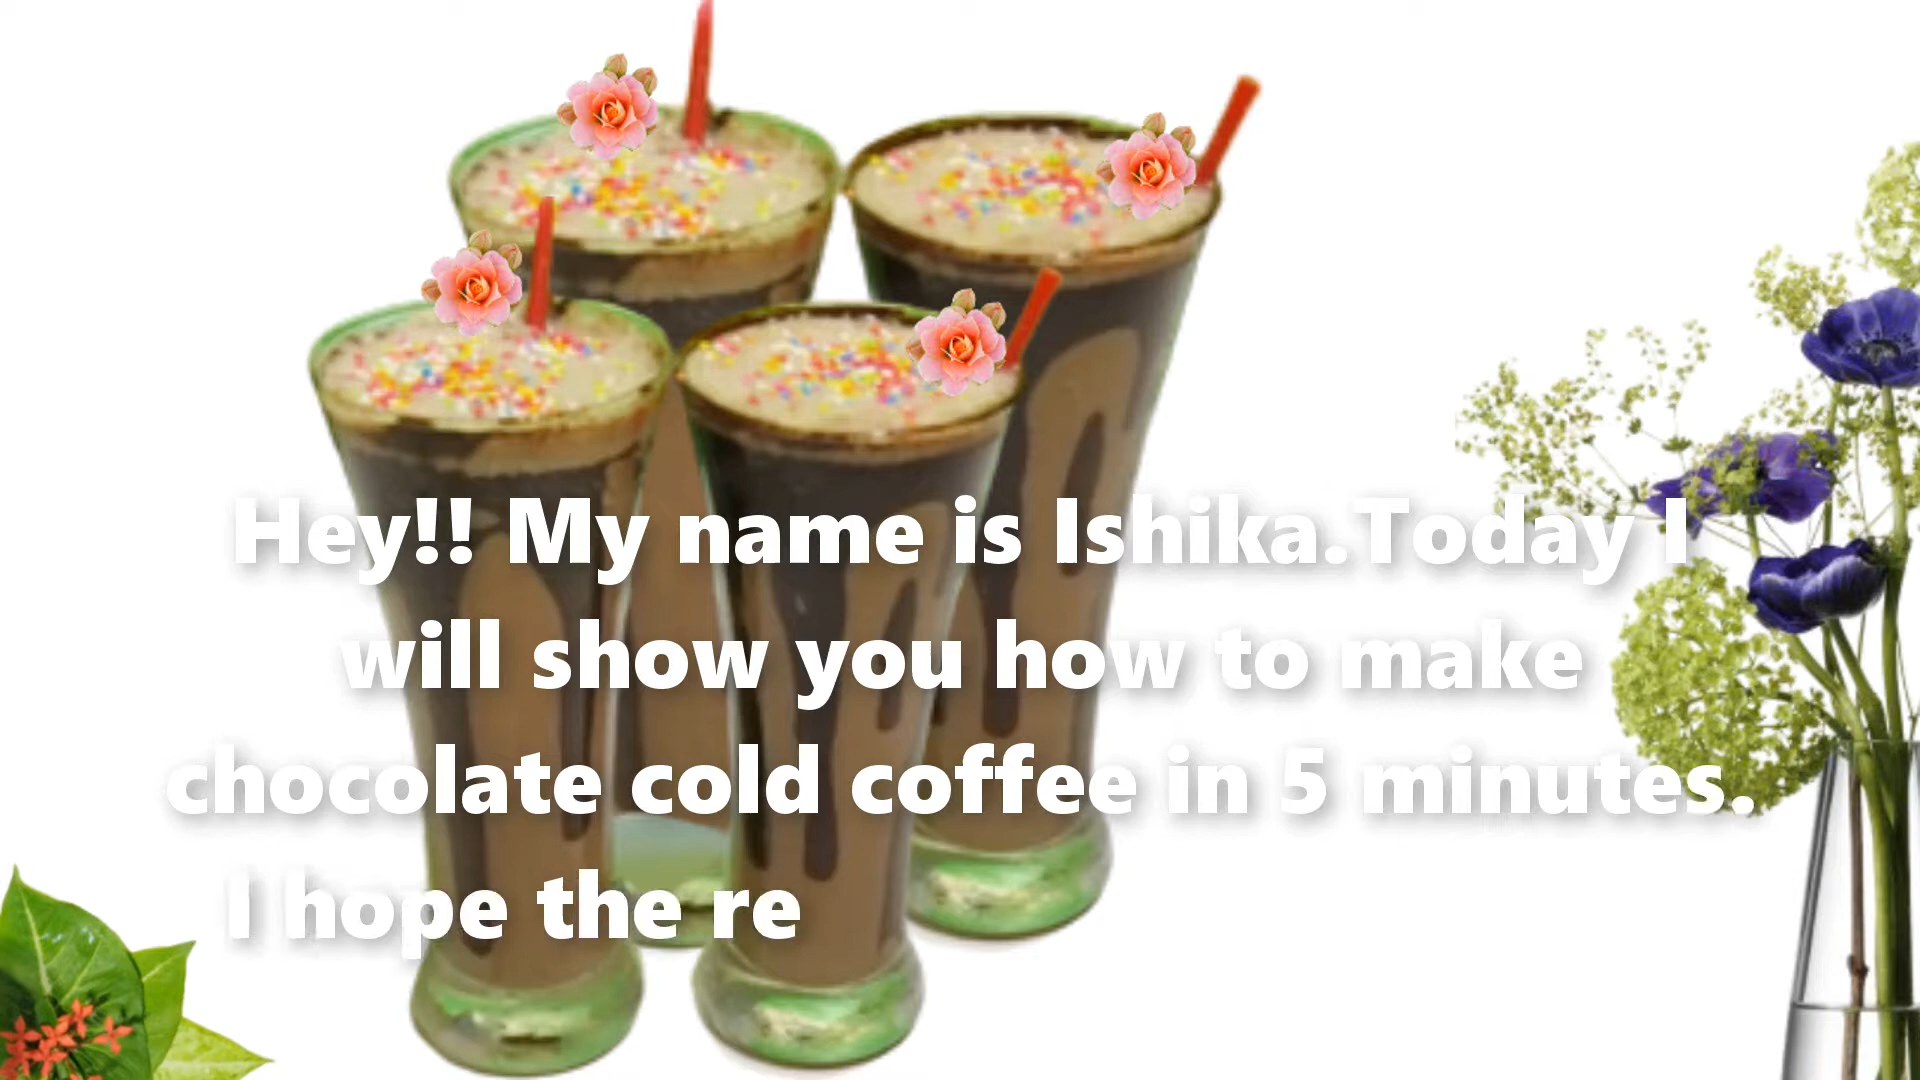 Hey!! My name is Ishika.Today I
will show you how to make
chocolate cold coffee in 5 minutes.
I hope the re